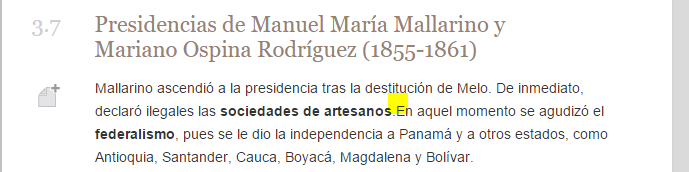 3.7
Presidencias de Manuel María Mallarino y
Mariano Ospina Rodríguez (1855-1861)
Mallarino ascendió a la presidencia tras la destitución de Melo. De inmediato,
declaró ilegales las sociedades de artesanos.En aquel momento se agudizó el
federalismo, pues se le dio la independencia a Panamá y a otros estados, como
Antioquia, Santander, Cauca, Boyacá, Magdalena y Bolívar.